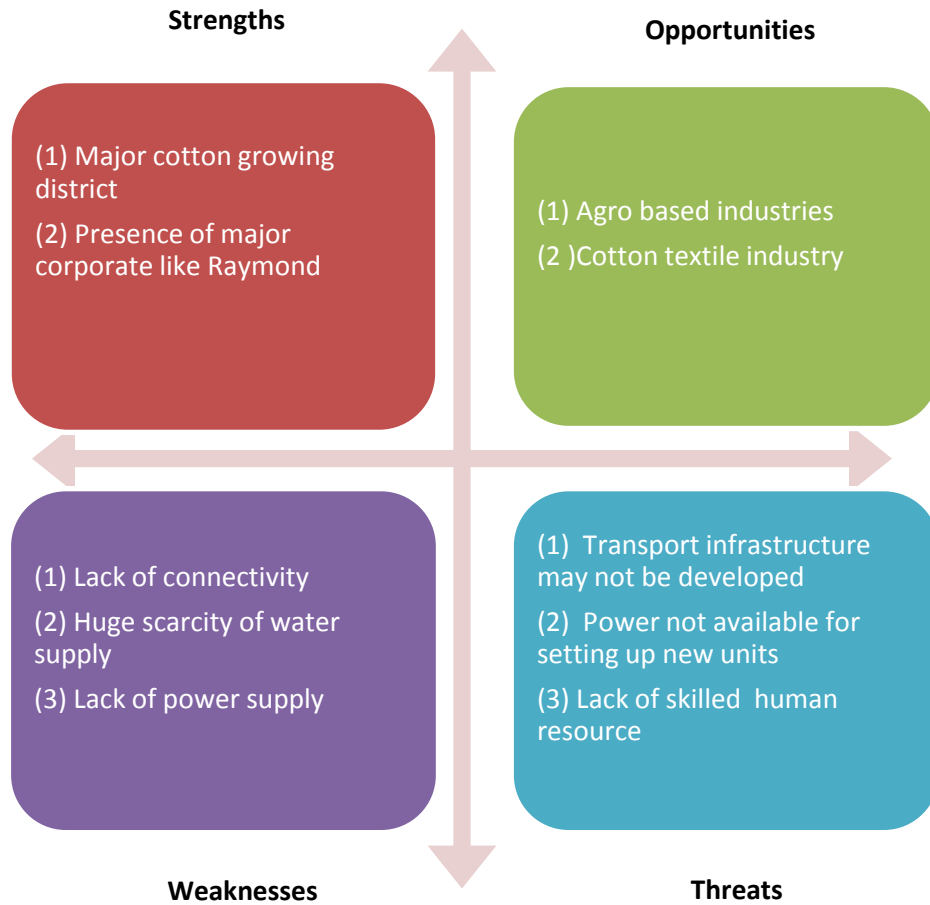 Strengths
(1) Major cotton growing
district
(2) Presence of major
corporate like Raymond
Opportunities
(1) Agro based industries
(2 )Cotton textile industry
(1) Lack of connectivity
(2) Huge scarcity of water
supply
(3) Lack of power supply
Weaknesses
(1)  Transport infrastructure
may not be developed
(2)  Power not available for
setting up new units
(3) Lack of skilled  human
resource
Threats